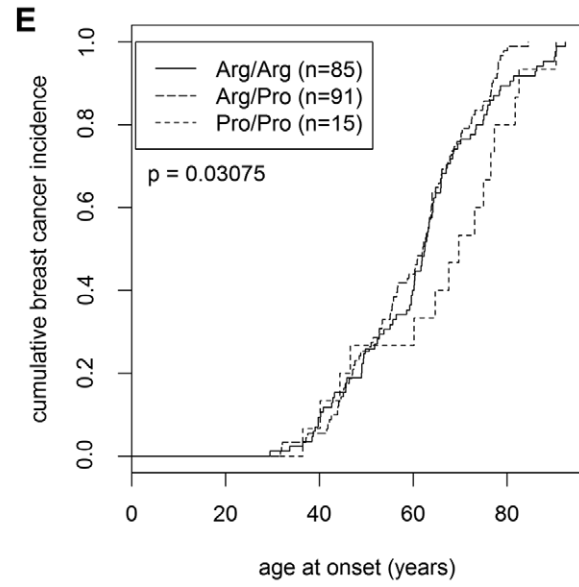 E
Arg/Arg (n=85)
Arg/Pro (n=91)
Pro/Pro (n=15)
p = 0.03075
cumulative breast cancer incidence
1.0
0.8
0.6
0.4
0.2
0.0
0 20 40 60 80
age at onset (years)